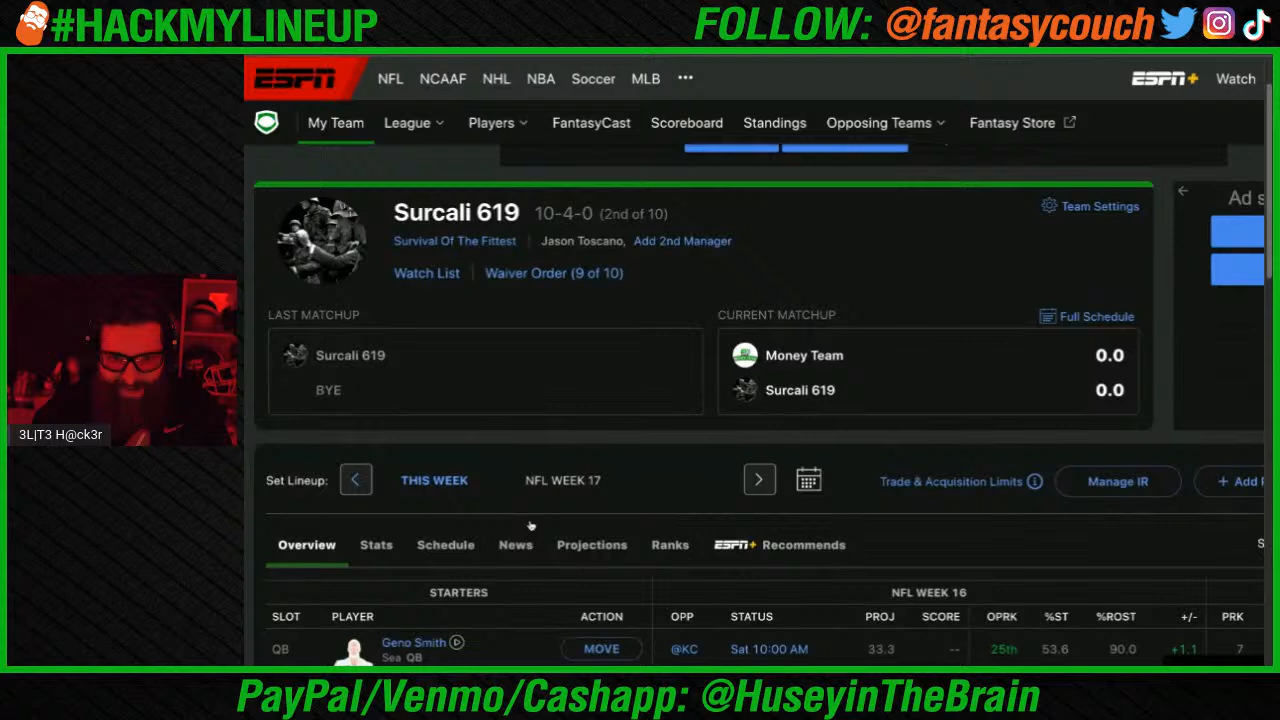 #HACKMYLINEUP
FOLLOW: @fantasycouch
ESPN NFL NCAAF NHL NBA Soccer MLB ••• ESPN+ Watch
My Team League Players FantasyCast Scoreboard Standings Opposing Teams Fantasy Store
Surcali 619 10-4-0 (2nd of 10)
Team Settings
Ad s
Survival Of The Fittest Jason Toscano, Add 2nd Manager
Watch List Waiver Order (9 of 10)
LAST MATCHUP
CURRENT MATCHUP
Full Schedule
Surcali 619
BYE
Money Team 0.0
Surcali 619 0.0
3L|T3 H@ck3r
Set Lineup: THIS WEEK NFL WEEK 17 Trade & Acquisition Limits Manage IR + Add
Overview Stats Schedule News Projections Ranks ESPN+ Recommends S
STARTERS NFL WEEK 16
SLOT PLAYER ACTION OPP STATUS PROJ SCORE OPRK %ST %ROST +/- PRK
QB Geno Smith MOVE @KC Sat 10:00 AM 33.3 -- 25th 53.6 90.0 +1.1 7
Sea QB
PayPal/Venmo/Cashapp: @HuseyinTheBrain